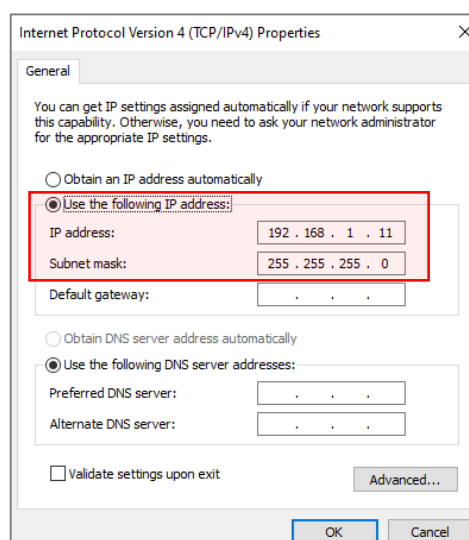 Internet Protocol Version 4 (TCP/IPv4) Properties
General
You can get IP settings assigned automatically if your network supports
this capability. Otherwise, you need to ask your network administrator
for the appropriate IP settings.
Obtain an IP address automatically
Use the following IP address:
IP address: 192 . 168 . 1 . 11
Subnet mask: 255 . 255 . 255 . 0
Default gateway: . . .
Obtain DNS server address automatically
Use the following DNS server addresses:
Preferred DNS server: . . .
Alternate DNS server: . . .
Validate settings upon exit
Advanced...
OK Cancel